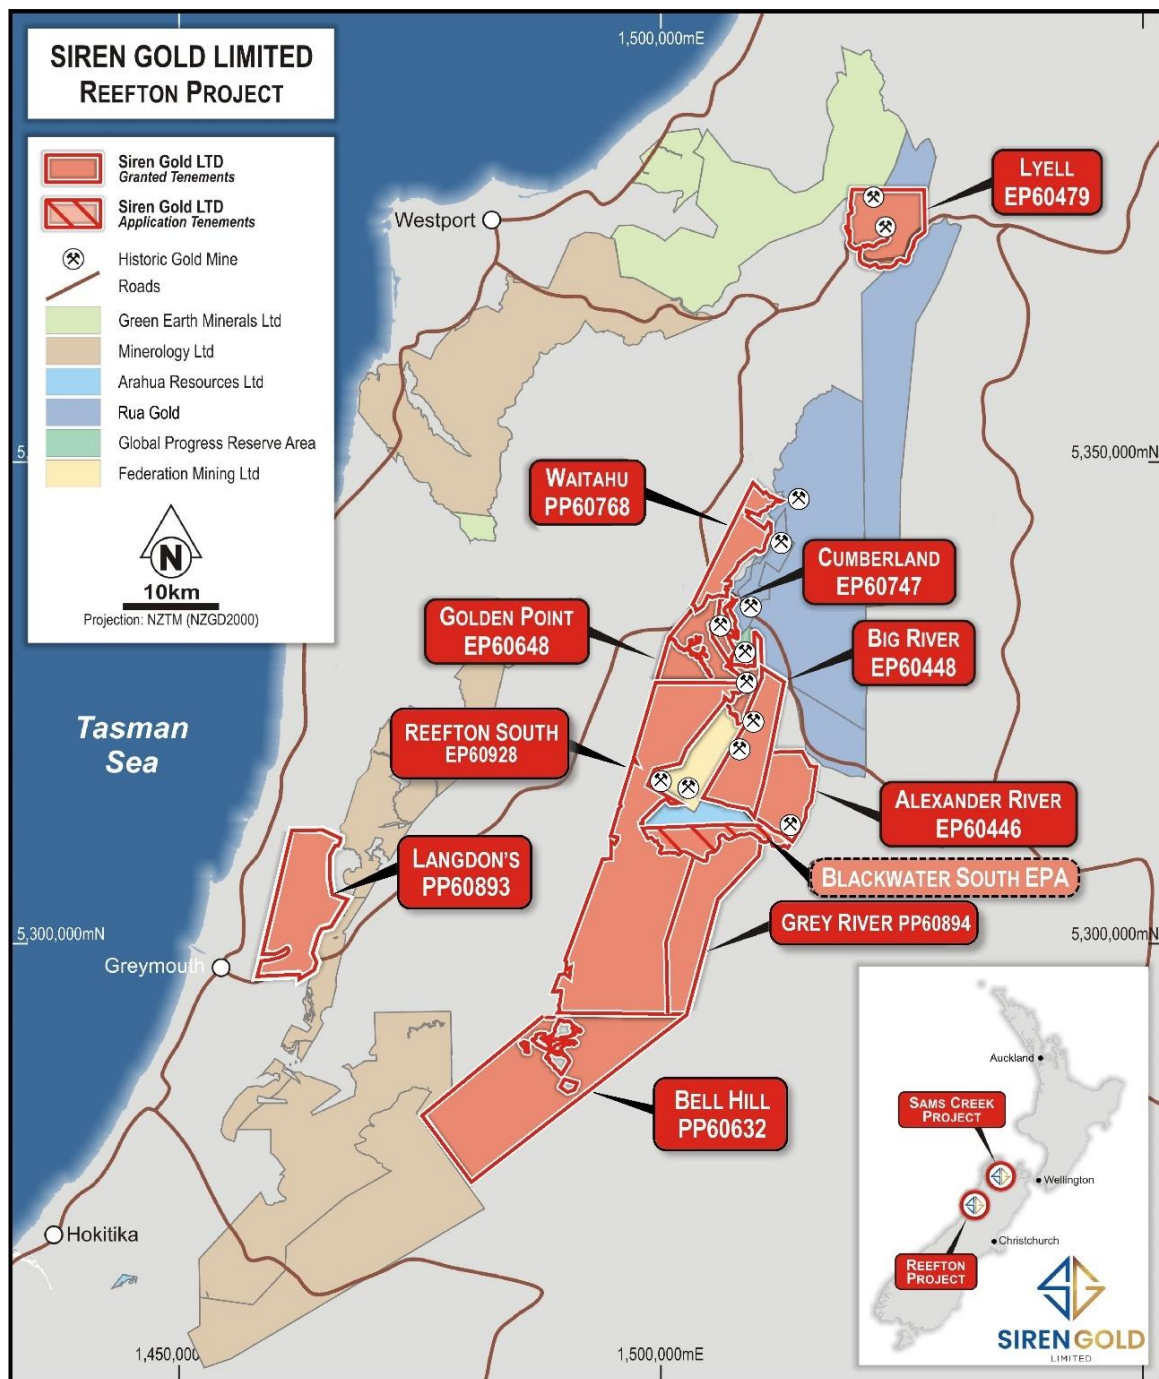 SIREN GOLD LIMITED
REEFTON PROJECT
1,500,000mE
Siren Gold LTD
Granted Tenements
Siren Gold LTD
Application Tenements
Historic Gold Mine
Roads
Green Earth Minerals Ltd
Minerology Ltd
Arahua Resources Ltd
Rua Gold
Global Progress Reserve Area
Federation Mining Ltd
N
10km
Projection: NZTM (NZGD2000)
Westport
LYELL
EP60479
5,350,000mN
WAITAHU
PP60768
CUMBERLAND
EP60747
GOLDEN POINT
EP60648
BIG RIVER
EP60448
Tasman
Sea
REEFTON SOUTH
EP60928
ALEXANDER RIVER
EP60446
LANGDON'S
PP60893
BLACKWATER SOUTH EPA
GREY RIVER PP60894
5,300,000mN
5,300,000mN
Greymouth
BELL HILL
PP60632
Hokitika
1,450,000
1,500,000mE
Auckland
SAMS CREEK
PROJECT
Wellington
Christchurch
REEFTON
PROJECT
SIREN GOLD
LIMITED